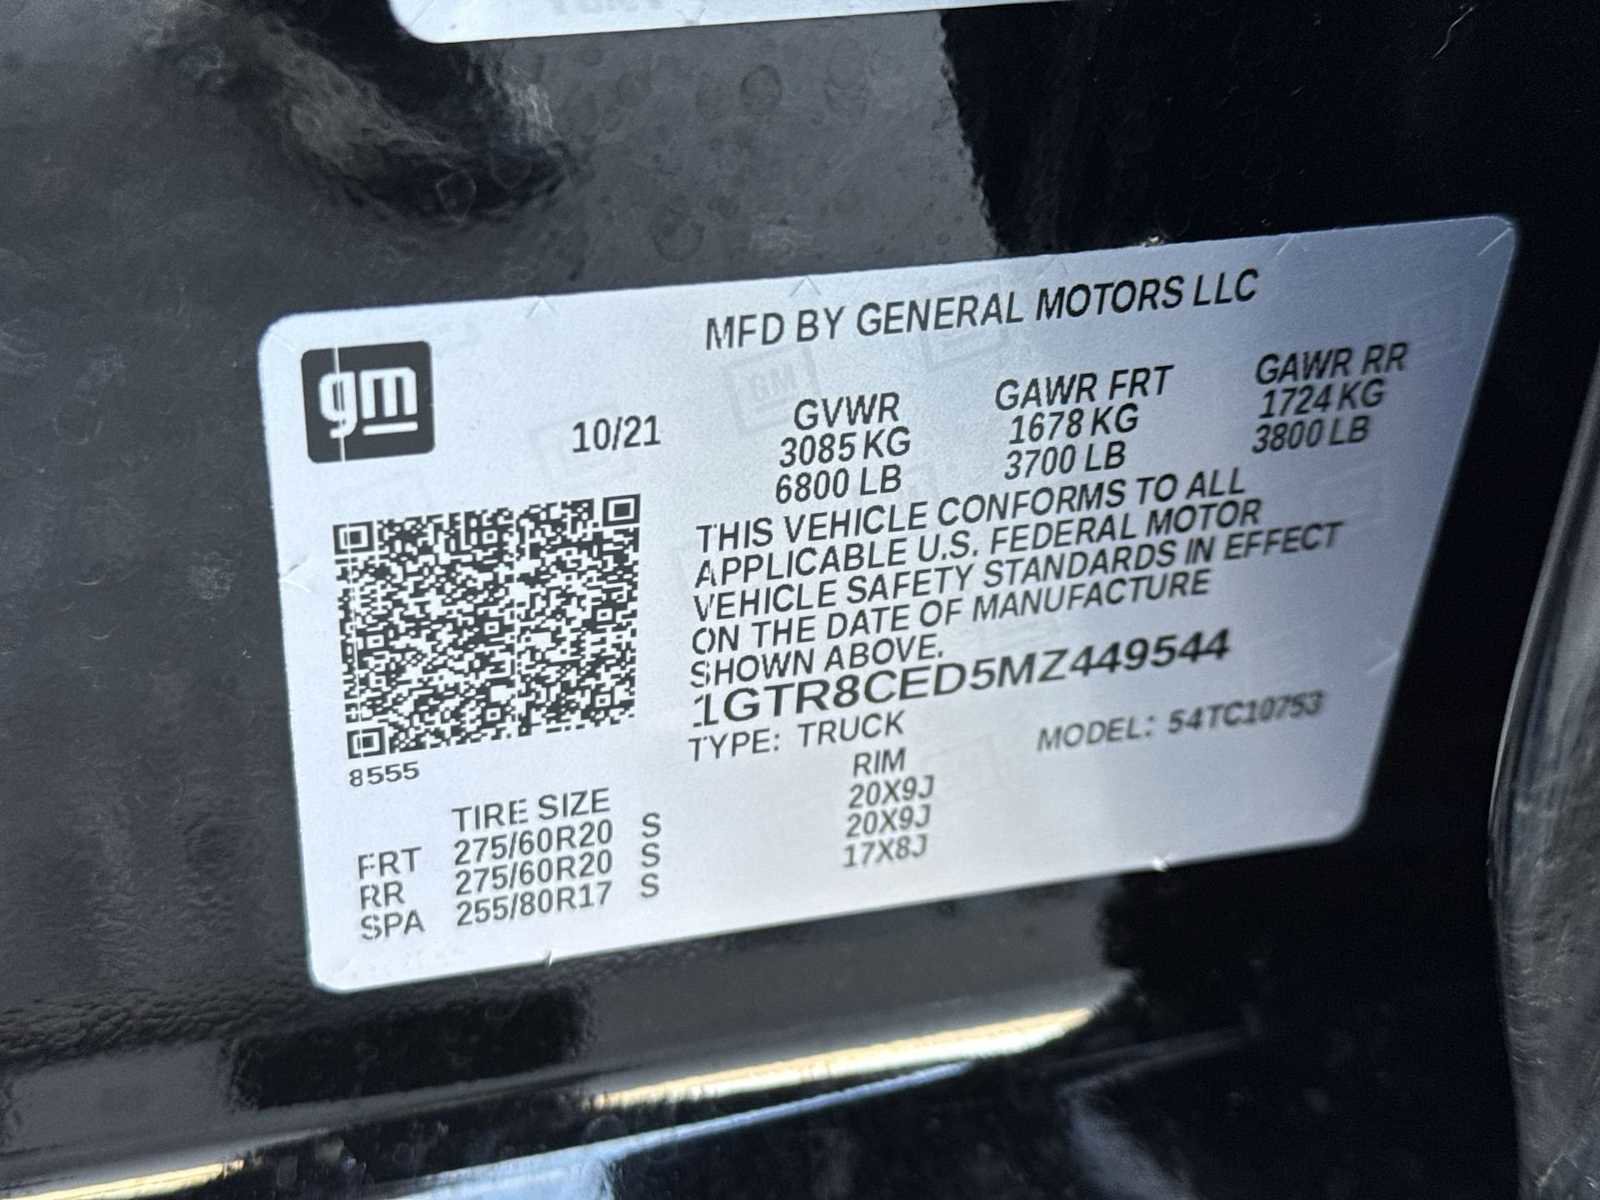 MFD BY GENERAL MOTORS LLC
gm
10/21
GVWR GAWR FRT GAWR RR
3085 KG 1678 KG 1724 KG
6800 LB 3700 LB 3800 LB
THIS VEHICLE CONFORMS TO ALL
APPLICABLE U.S. FEDERAL MOTOR
VEHICLE SAFETY STANDARDS IN EFFECT
ON THE DATE OF MANUFACTURE
SHOWN ABOVE.
1GTR8CED5MZ449544
TYPE: TRUCK MODEL: 54TC10753
8555
TIRE SIZE RIM
FRT 275/60R20 S 20X9J
RR 275/60R20 S 20X9J
SPA 255/80R17 S 17X8J